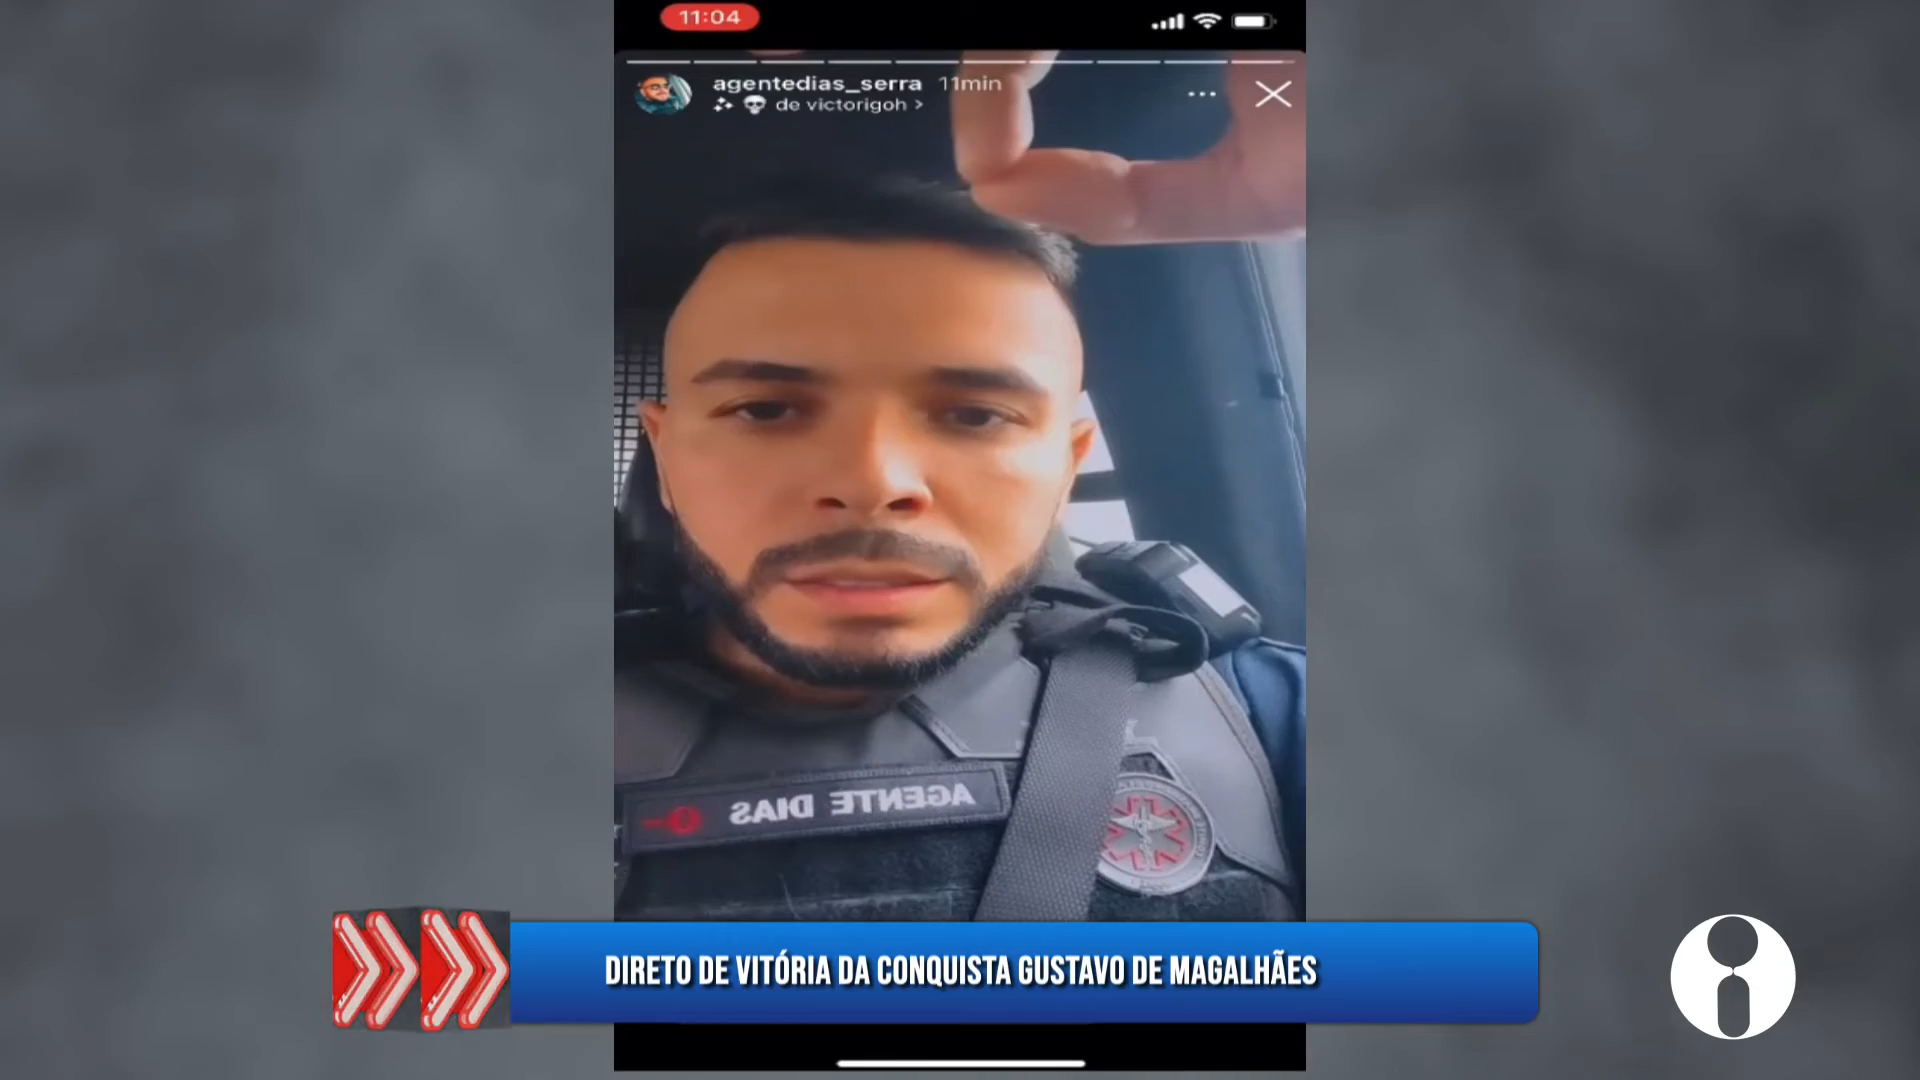 11:04
agentedias_serra 11min
de victorigoh >
AGENTE DIAS
DIRETO DE VITÓRIA DA CONQUISTA GUSTAVO DE MAGALHÃES